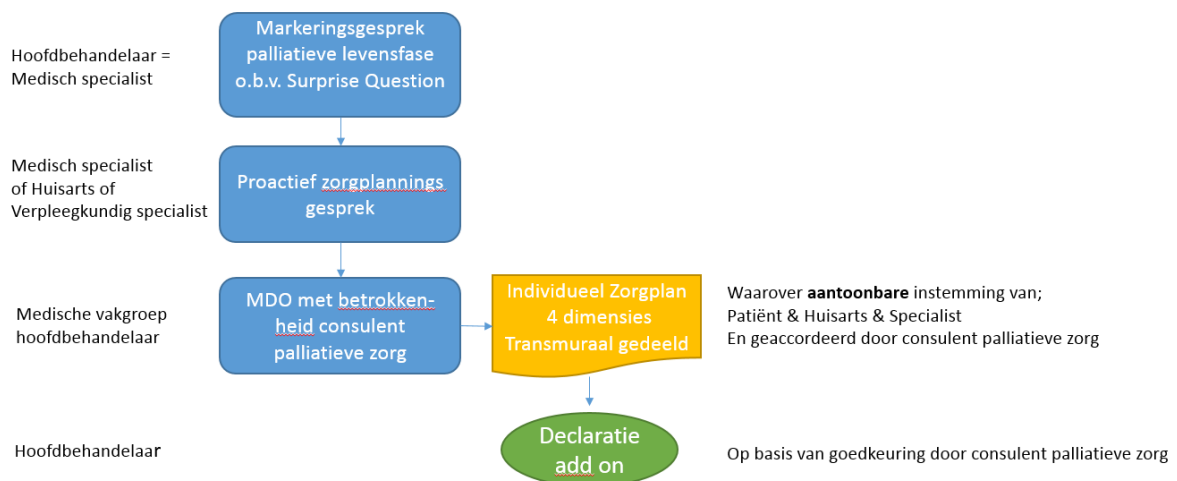 Hoofdbehandelaar =
Medisch specialist
Markeringsgesprek
palliatieve levensfase
o.b.v. Surprise Question
Medisch specialist
of Huisarts of
Verpleegkundig specialist
Proactief zorgplannings
gesprek
Medische vakgroep
hoofdbehandelaar
MDO met betrokken-
heid consulent
palliatieve zorg
Individueel Zorgplan
4 dimensies
Transmuraal gedeeld
Waarover aantoonbare instemming van;
Patiënt & Huisarts & Specialist
En geaccordeerd door consulent palliatieve zorg
Hoofdbehandelaar
Declaratie
add on
Op basis van goedkeuring door consulent palliatieve zorg